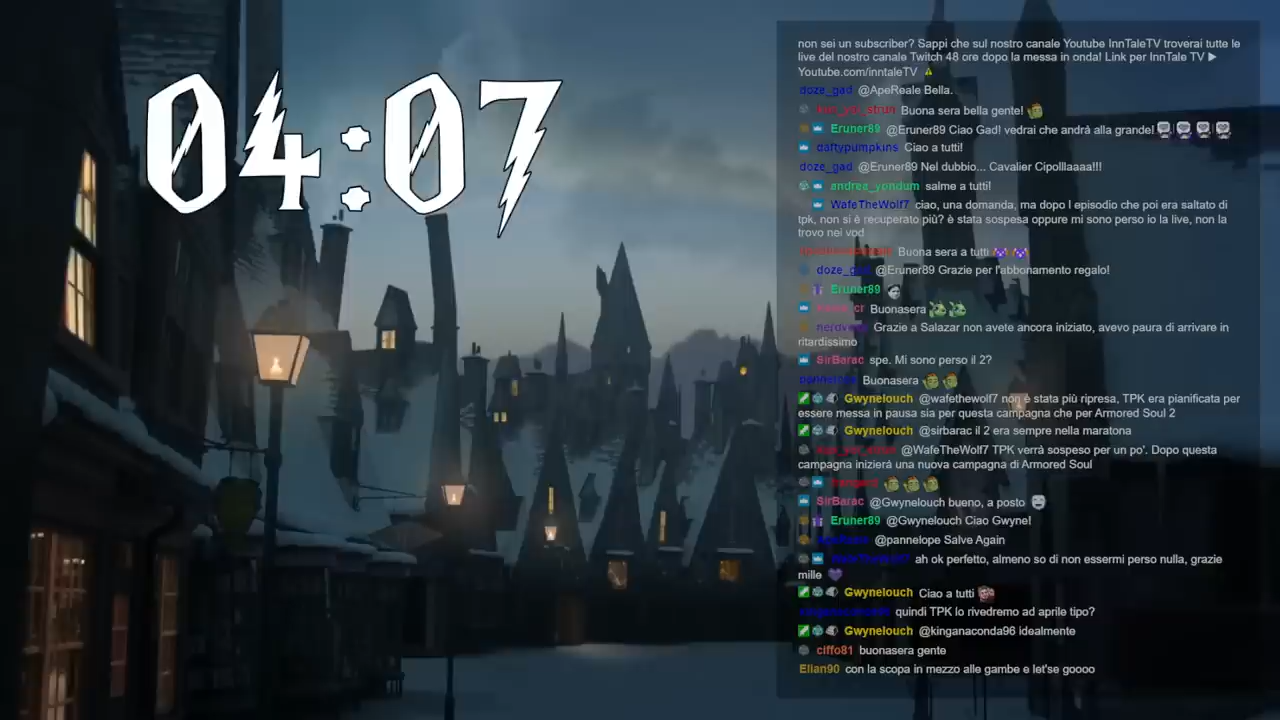 04:07
non sei un subscriber? Sappi che sul nostro canale Youtube InnTaleTV troverai tutte le
live del nostro canale Twitch 48 ore dopo la messa in onda! Link per InnTale TV ▶
Youtube.com/inntaleTV
doze_gad @ApeReale Bella.
Buona sera bella gente!
Eruner89 @Eruner89 Ciao Gad! vedrai che andrà alla grande!
daftypumpkins Ciao a tutti!
doze_gad @Eruner89 Nel dubbio... Cavalier Cipolllaaaa!!!
andrea_yondum salme a tutti!
WafeTheWolf7 ciao, una domanda, ma dopo l episodio che poi era saltato di
tpk, non si è recuperato più? è stata sospesa oppure mi sono perso io la live, non la
trovo nei vod
Buona sera a tutti
doze_gad @Eruner89 Grazie per l'abbonamento regalo!
Eruner89
Buonasera
Grazie a Salazar non avete ancora iniziato, avevo paura di arrivare in
ritardissimo
SirBarac spe. Mi sono perso il 2?
pannelope Buonasera
Gwynelouch @wafethewolf7 non è stata più ripresa, TPK era pianificata per
essere messa in pausa sia per questa campagna che per Armored Soul 2
Gwynelouch @sirbarac il 2 era sempre nella maratona
@WafeTheWolf7 TPK verrà sospeso per un po'. Dopo questa
campagna inizierà una nuova campagna di Armored Soul
SirBarac @Gwynelouch bueno, a posto
Eruner89 @Gwynelouch Ciao Gwyne!
ApeReale @pannelope Salve Again
WafeTheWolf7 ah ok perfetto, almeno so di non essermi perso nulla, grazie
mille
Gwynelouch Ciao a tutti
kinganaconda96 quindi TPK lo rivedremo ad aprile tipo?
Gwynelouch @kinganaconda96 idealmente
ciffo81 buonasera gente
Elian90 con la scopa in mezzo alle gambe e let'se goooo